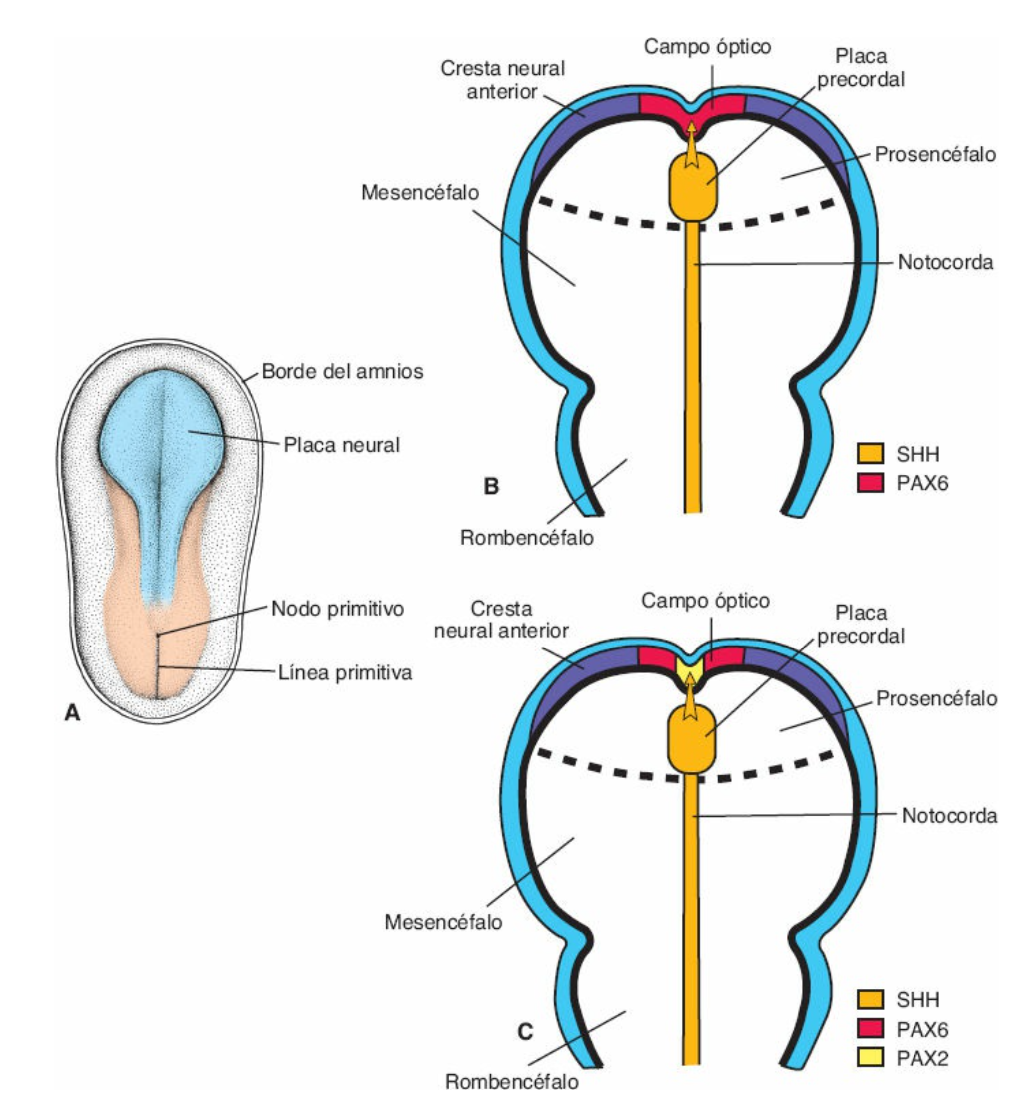 Borde del amnios
Placa neural
Nodo primitivo
Línea primitiva
A
Campo óptico
Placa
precordal
Cresta neural
anterior
Prosencéfalo
Mesencéfalo
Notocorda
SHH
PAX6
B
Rombencéfalo
Campo óptico
Cresta
neural anterior
Placa
precordal
Prosencéfalo
Notocorda
Mesencéfalo
SHH
PAX6
PAX2
C
Rombencéfalo